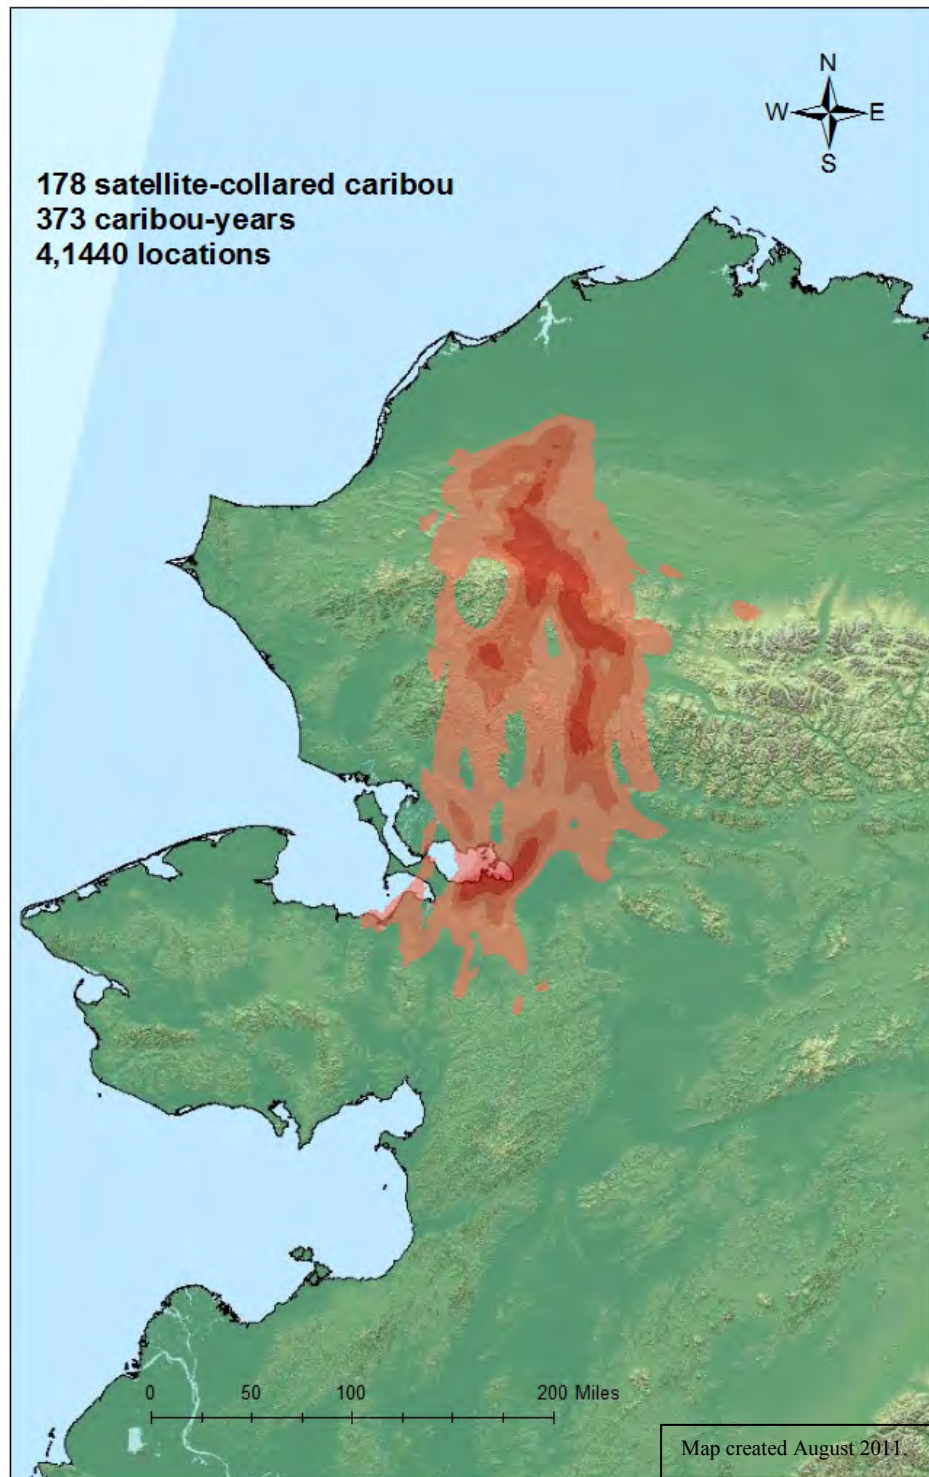 N
W E
S
178 satellite-collared caribou
373 caribou-years
4,1440 locations
0 50 100 200 Miles
Map created August 2011.